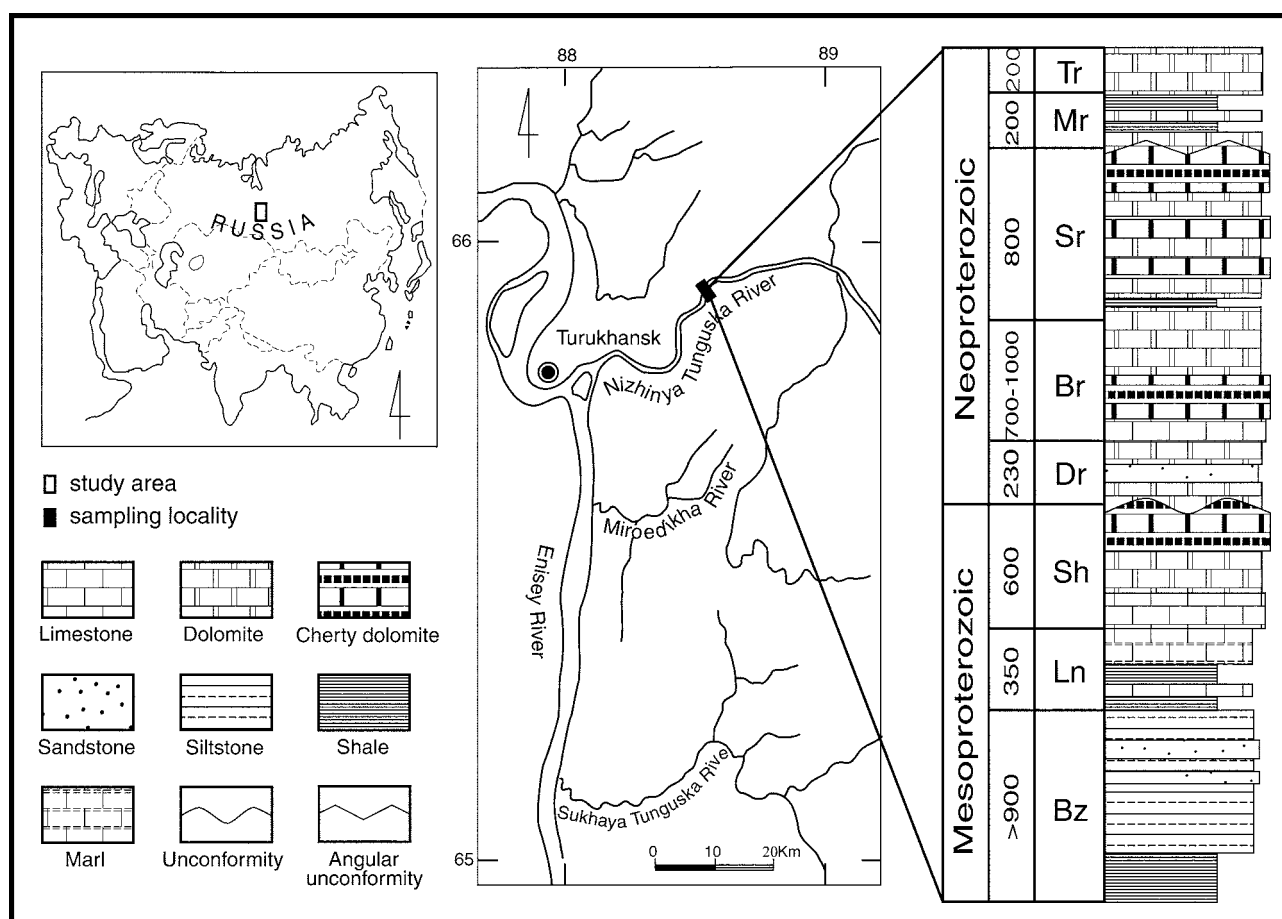 RUSSIA
study area
sampling locality
Limestone
Dolomite
Cherty dolomite
Sandstone
Siltstone
Shale
Marl
Unconformity
Angular
unconformity
88
89
66
65
Turukhansk
Nizhinya Tunguska River
Miroedikha River
Enisey River
Sukhaya Tunguska River
0 10 20Km
Neoproterozoic
Mesoproterozoic
200 Tr
200 Mr
800 Sr
700-1000 Br
230 Dr
600 Sh
350 Ln
>900 Bz